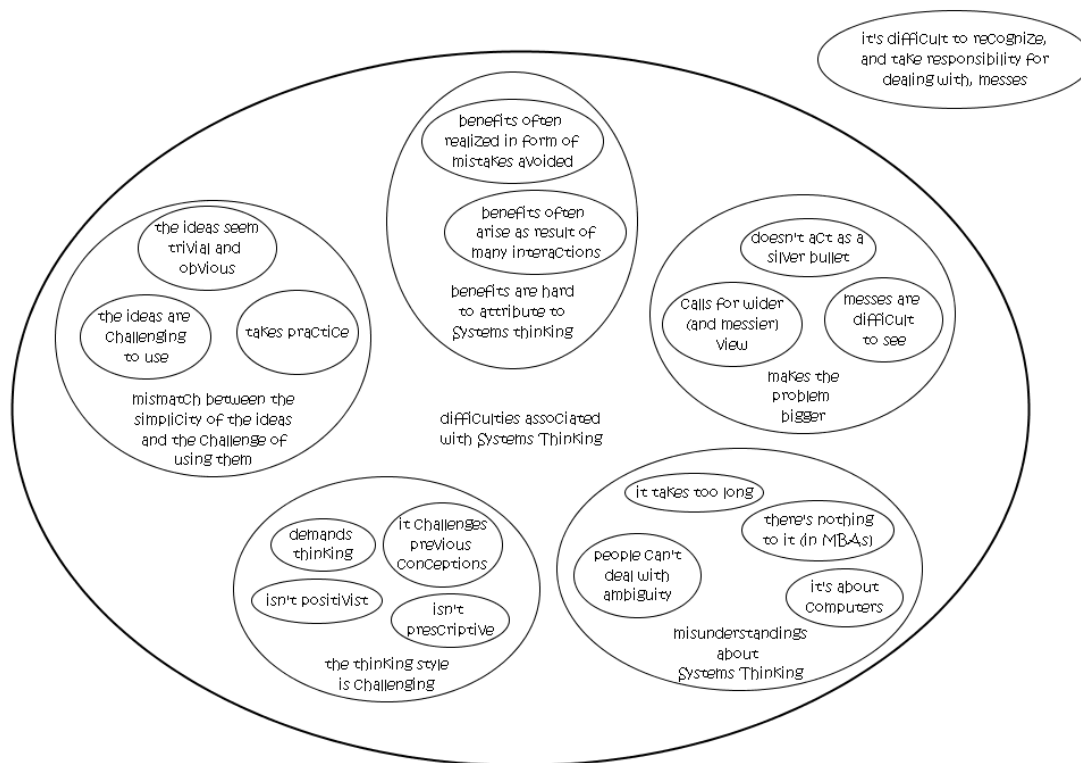 it's difficult to recognize,
and take responsibility for
dealing with, messes
benefits often
realized in form of
mistakes avoided
benefits often
arise as result of
many interactions
benefits are hard
to attribute to
Systems thinking
the ideas seem
trivial and
obvious
the ideas are
Challenging
to use
takes practice
mismatch between the
simplicity of the ideas
and the Challenge of
using them
doesn't act as a
silver bullet
Calls for wider
(and messier)
view
messes are
difficult
to see
makes the
problem
bigger
difficulties associated
with Systems Thinking
demands
thinking
it Challenges
previous
conceptions
isn't positivist
isn't
prescriptive
the thinking style
is Challenging
it takes too long
there's nothing
to it (in MBAs)
people can't
deal with
ambiguity
it's about
Computers
misunderstandings
about
Systems Thinking